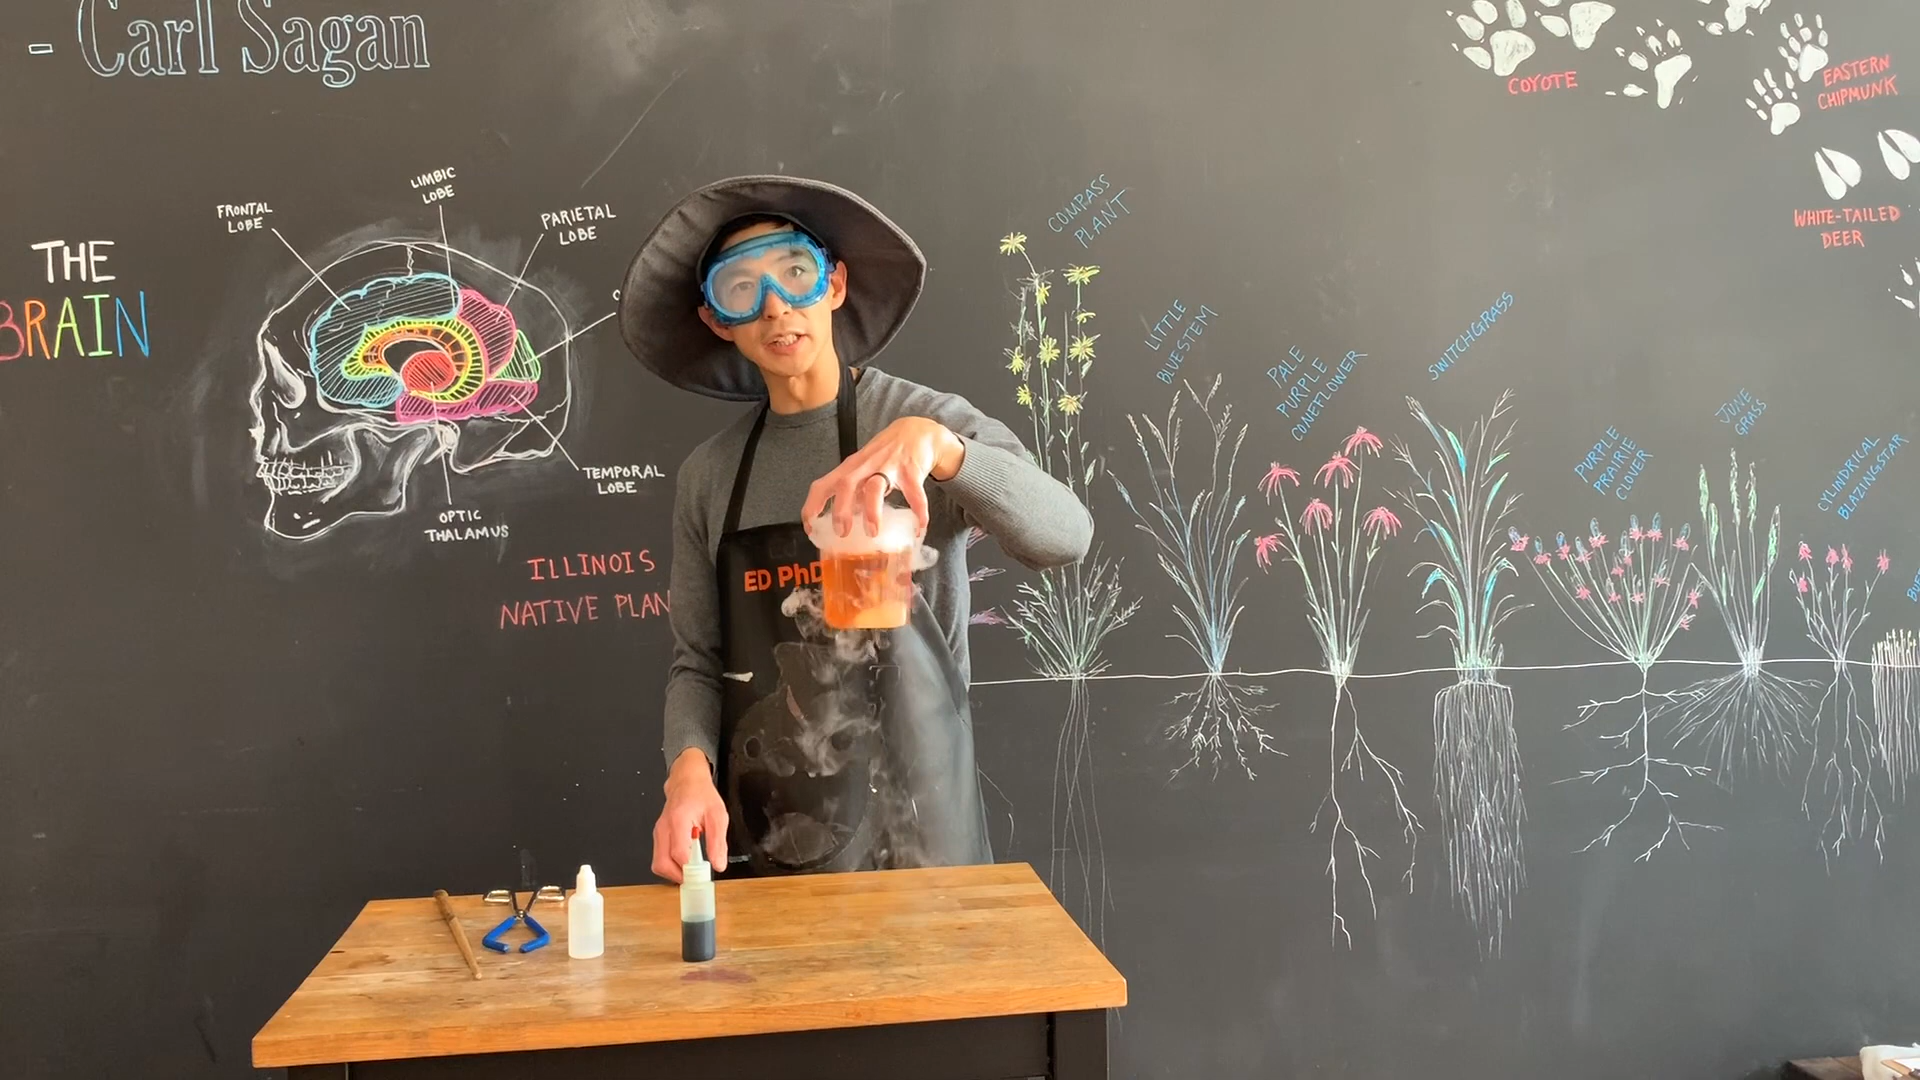 - Carl Sagan
THE
BRAIN
FRONTAL
LOBE
LIMBIC
LOBE
PARIETAL
LOBE
TEMPORAL
LOBE
OPTIC
THALAMUS
ILLINOIS
NATIVE PLAN
ED PhD
COMPASS
PLANT
LITTLE
BLUESTEM
PALE
PURPLE
CONEFLOWER
SWITCHGRASS
PURPLE
PRAIRIE
CLOVER
JUNE
GRASS
CYLINDRICAL
BLAZINGSTAR
COYOTE
EASTERN
CHIPMUNK
WHITE-TAILED
DEER